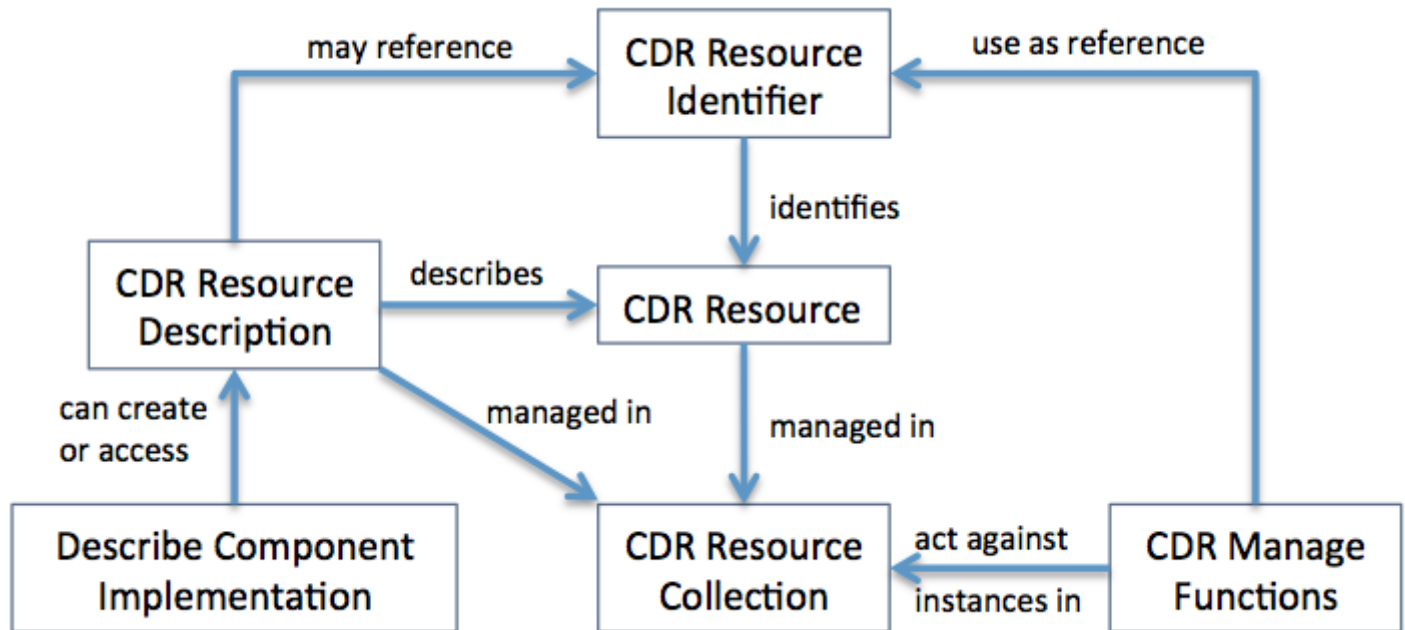 may reference
CDR Resource
Identifier
use as reference
identifies
CDR Resource
Description
describes
CDR Resource
can create
or access
managed in
managed in
Describe Component
Implementation
CDR Resource
Collection
act against
instances in
CDR Manage
Functions